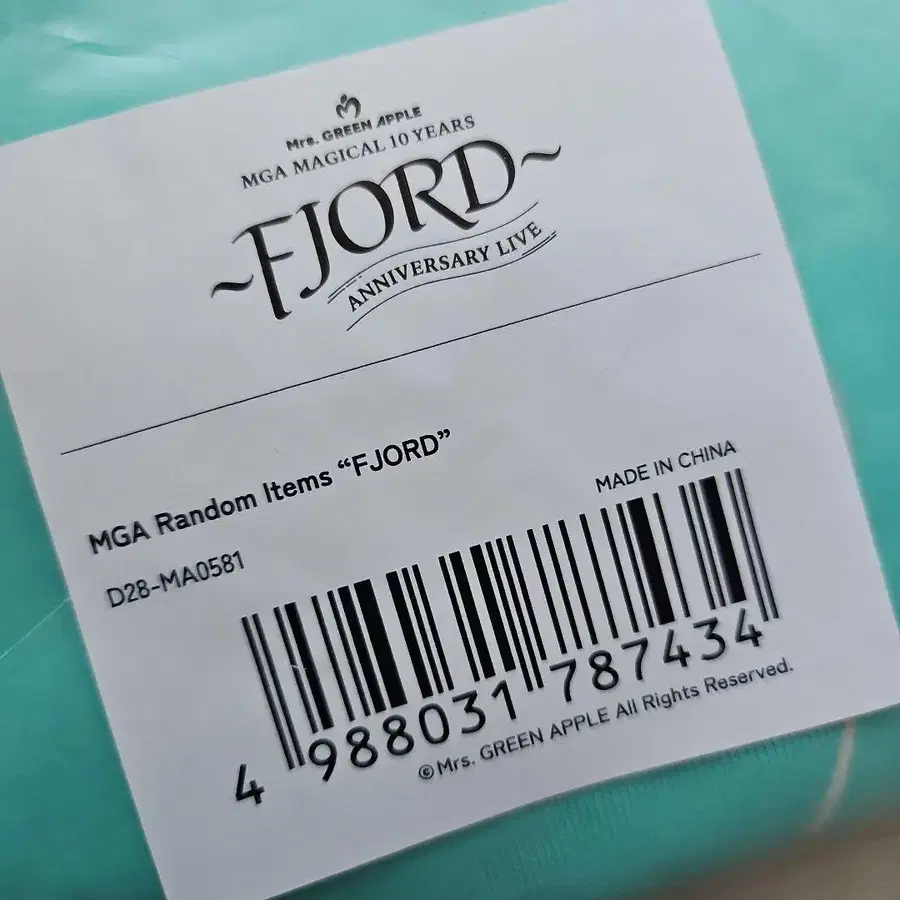 Mrs. GREEN APPLE
MGA MAGICAL 10 YEARS
~FJORD~
ANNIVERSARY LIVE
MGA Random Items “FJORD”
D28-MA0581
MADE IN CHINA
4 988031 787434
©Mrs. GREEN APPLE All Rights Reserved.